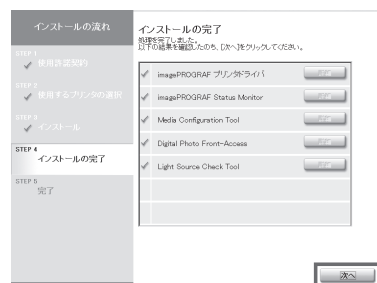 インストールの流れ
STEP 1
使用許諾契約
STEP 2
使用するプリンタの選択
STEP 3
インストール
STEP 4
インストールの完了
STEP 5
完了
インストールの完了
処理を完了しました。
以下の結果を確認したのち、[次へ]をクリックしてください。
imagePROGRAF プリンタドライバ
imagePROGRAF Status Monitor
Media Configuration Tool
Digital Photo Front-Access
Light Source Check Tool
次へ